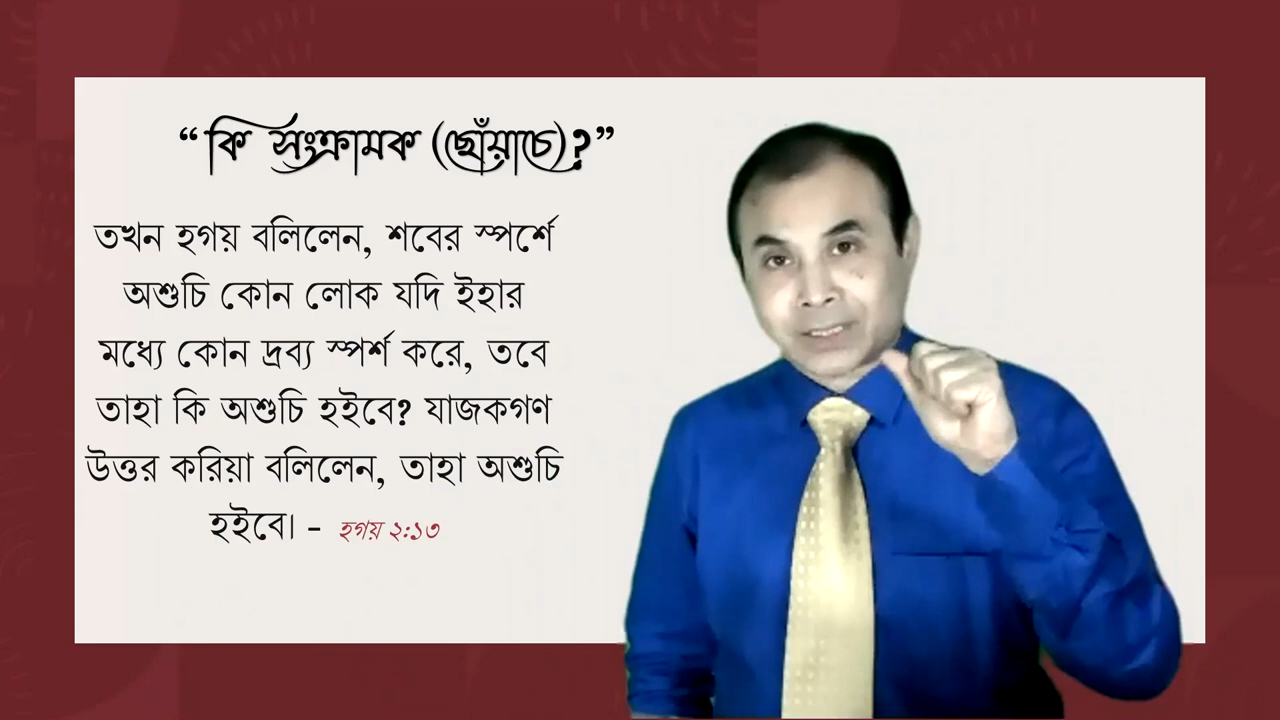 “কি সংক্রামক (ছোঁয়াচে)?”
তখন হগয় বলিলেন, শবের স্পর্শে
অশুচি কোন লোক যদি ইহার
মধ্যে কোন দ্রব্য স্পর্শ করে, তবে
তাহা কি অশুচি হইবে? যাজকগণ
উত্তর করিয়া বলিলেন, তাহা অশুচি
হইবে। - হগয় ২:১৩